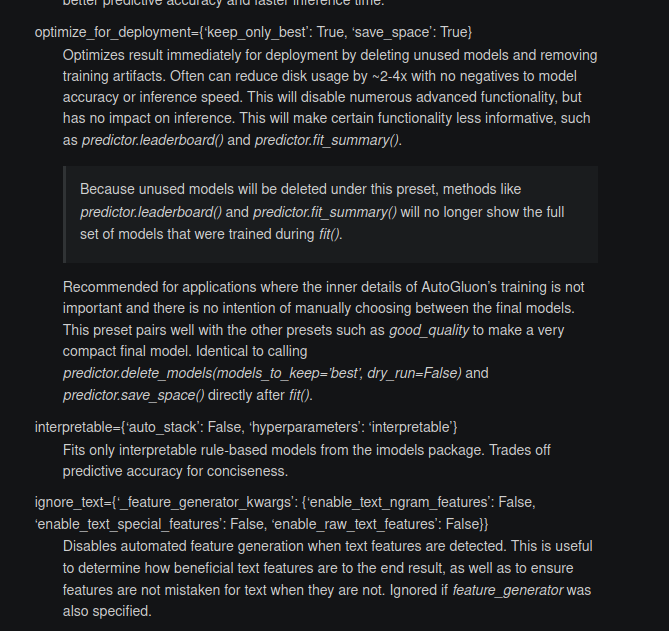 better predictive accuracy and faster inference time.
optimize_for_deployment={‘keep_only_best’: True, ‘save_space’: True}
Optimizes result immediately for deployment by deleting unused models and removing
training artifacts. Often can reduce disk usage by ~2-4x with no negatives to model
accuracy or inference speed. This will disable numerous advanced functionality, but
has no impact on inference. This will make certain functionality less informative, such
as predictor.leaderboard() and predictor.fit_summary().
Because unused models will be deleted under this preset, methods like
predictor.leaderboard() and predictor.fit_summary() will no longer show the full
set of models that were trained during fit().
Recommended for applications where the inner details of AutoGluon’s training is not
important and there is no intention of manually choosing between the final models.
This preset pairs well with the other presets such as good_quality to make a very
compact final model. Identical to calling
predictor.delete_models(models_to_keep=’best’, dry_run=False) and
predictor.save_space() directly after fit().
interpretable={‘auto_stack’: False, ‘hyperparameters’: ‘interpretable’}
Fits only interpretable rule-based models from the imodels package. Trades off
predictive accuracy for conciseness.
ignore_text={‘_feature_generator_kwargs’: {‘enable_text_ngram_features’: False,
‘enable_text_special_features’: False, ‘enable_raw_text_features’: False}}
Disables automated feature generation when text features are detected. This is useful
to determine how beneficial text features are to the end result, as well as to ensure
features are not mistaken for text when they are not. Ignored if feature_generator was
also specified.